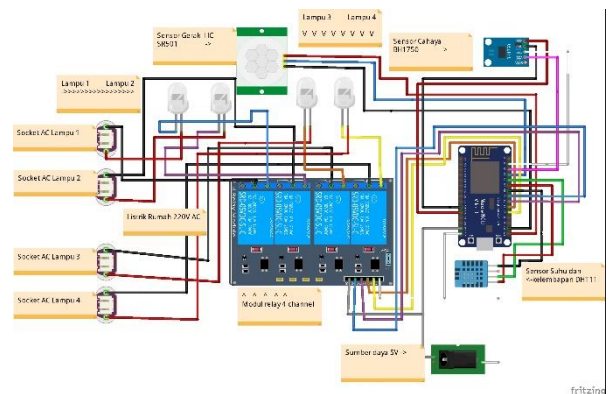 Lampu 3 Lampu 4
V V V V V V V V
Sensor Gerak HC
SR501 ->
Sensor Cahaya
BH1750 ->
Lampu 1 Lampu 2
>>>>>>>>>>>>>>>>>
Socket AC Lampu 1
Socket AC Lampu 2
Listrik Rumah 220V AC
Socket AC Lampu 3
Socket AC Lampu 4
^ ^ ^ ^ ^
Modul relay 4 channel
Sensor Suhu dan
<--kelembapan DH111
Sumber daya 5V ->
fritzing